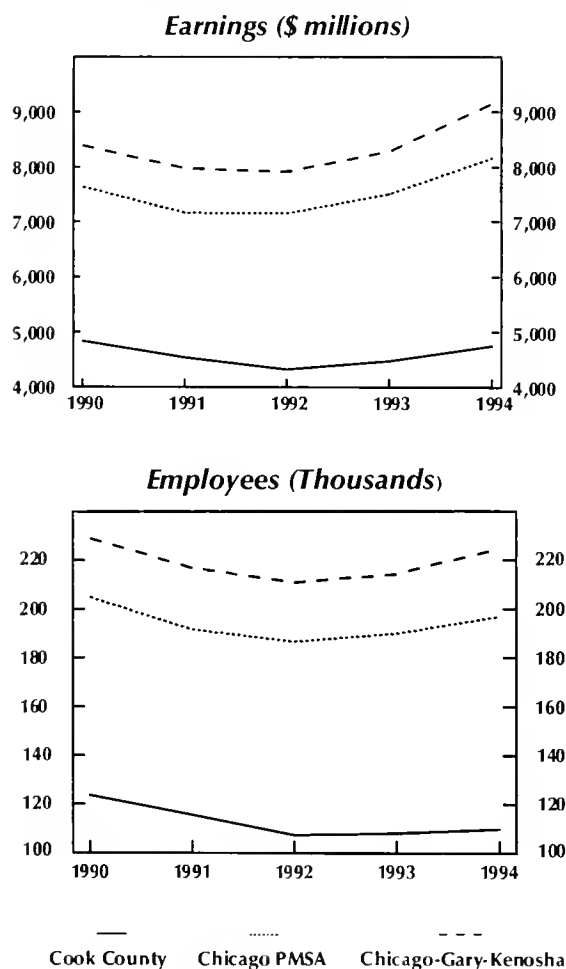 Earnings ($ millions)
9,000 9,000
8,000 8,000
7,000 7,000
6,000 6,000
5,000 5,000
4,000 4,000
1990 1991 1992 1993 1994
Employees (Thousands)
220 220
200 200
180 180
160 160
140 140
120 120
100 100
1990 1991 1992 1993 1994
Cook County Chicago PMSA Chicago-Gary-Kenosha